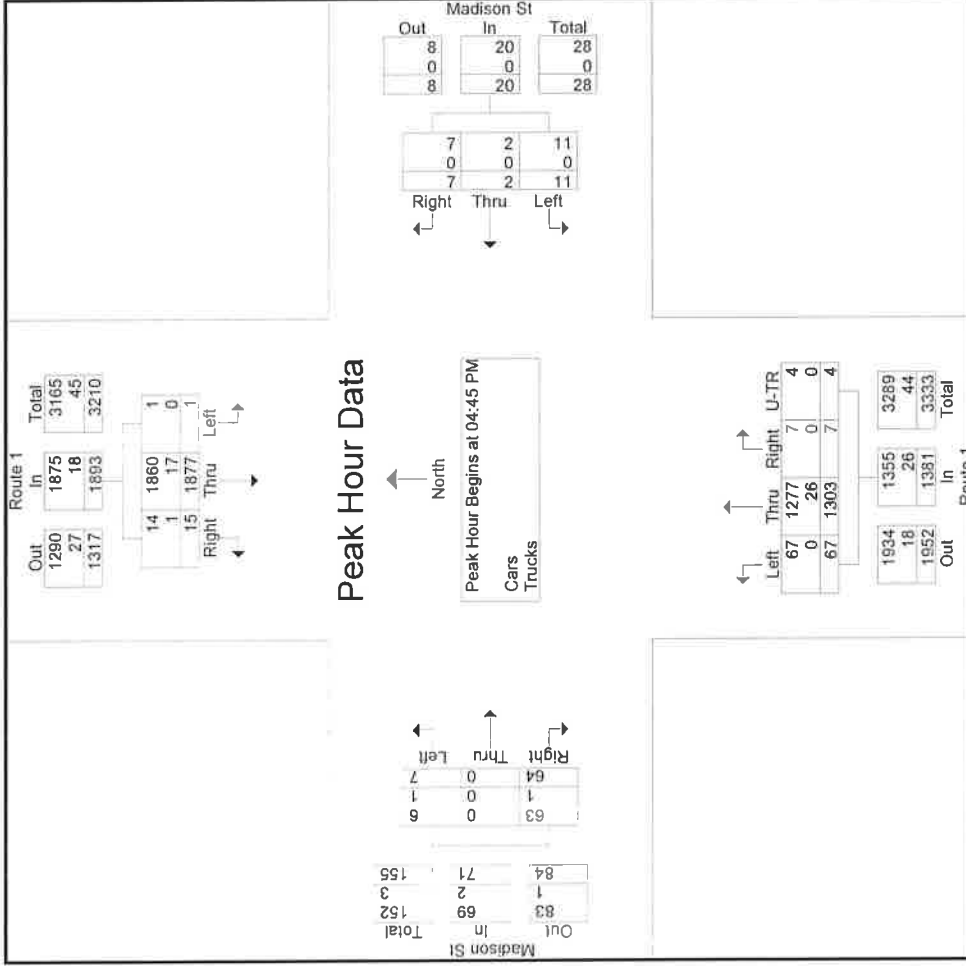 Madison St
Out In Total
8 20 28
0 0 0
8 20 28
7 2 11
0 0 0
7 2 11
Right Thru Left
Route 1
Out In Total
1290 1875 3165
27 18 45
1317 1893 3210
14 1860 1
1 17 0
15 1877 1
Right Thru Left
Peak Hour Data
North
Peak Hour Begins at 04:45 PM
Cars
Trucks
Left Thru Right U-TR
67 1277 7 4
0 26 0 0
67 1303 7 4
1934 1355 3289
18 26 44
1952 1381 3333
Out In Total
Route 1
Madison St
Out In Total
83 69 152
1 2 3
84 71 155
63 0 6
1 0 1
64 0 7
Right Thru Left